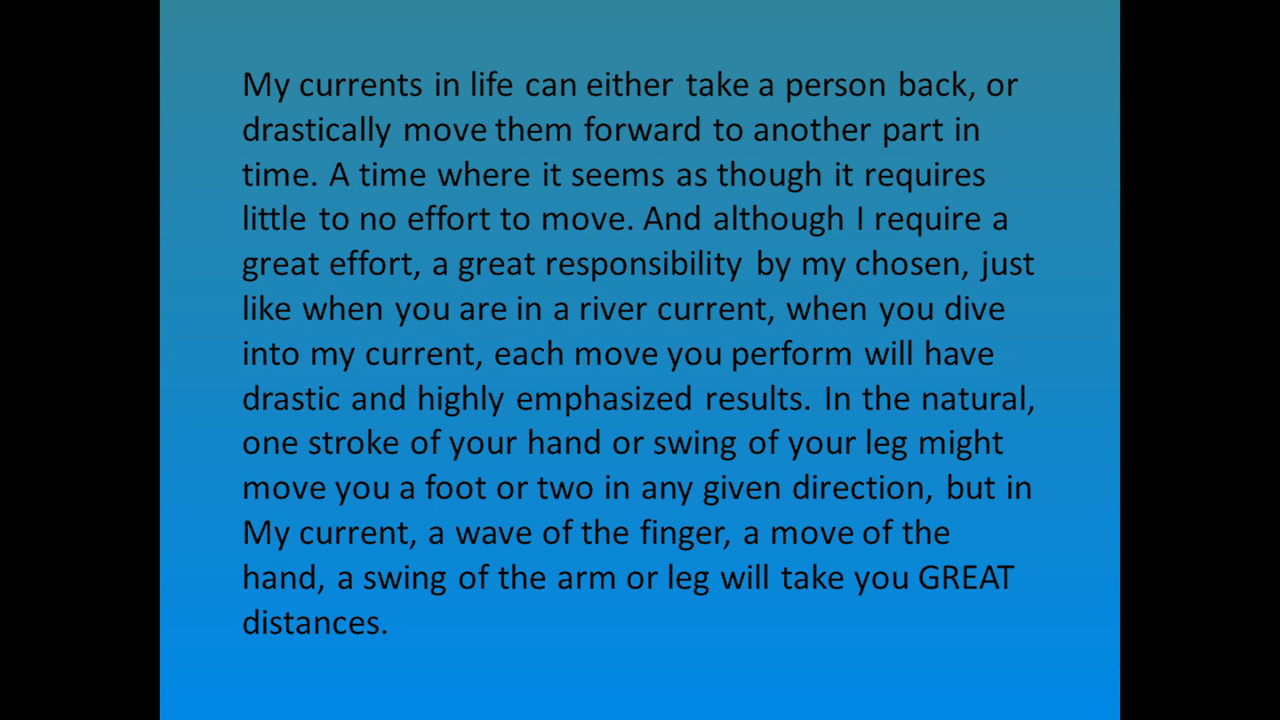 My currents in life can either take a person back, or
drastically move them forward to another part in
time. A time where it seems as though it requires
little to no effort to move. And although I require a
great effort, a great responsibility by my chosen, just
like when you are in a river current, when you dive
into my current, each move you perform will have
drastic and highly emphasized results. In the natural,
one stroke of your hand or swing of your leg might
move you a foot or two in any given direction, but in
My current, a wave of the finger, a move of the
hand, a swing of the arm or leg will take you GREAT
distances.